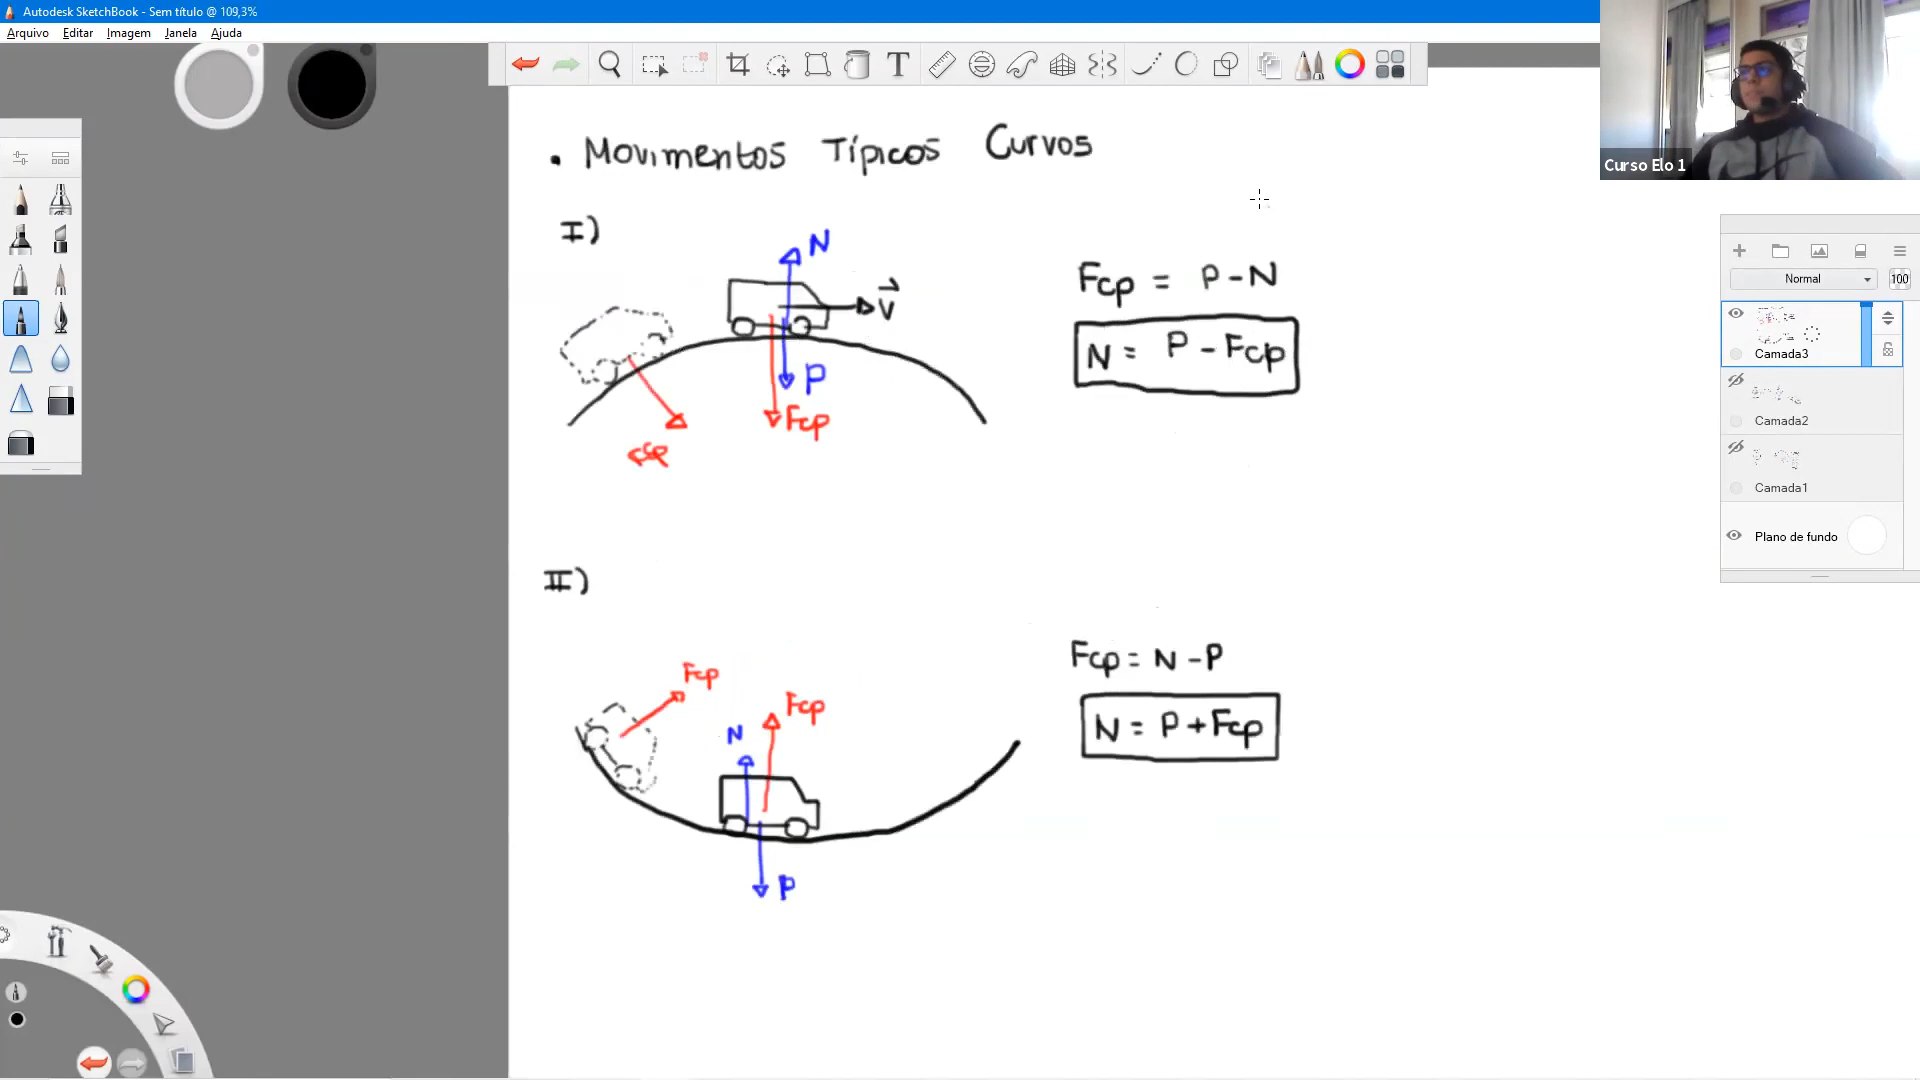 Autodesk SketchBook - Sem título @ 109,3%
Arquivo Editar Imagem Janela Ajuda
Curso Elo 1
• Movimentos Típicos Curvos
I)
N
V
P
Fcp
Fcp
Fcp = P - N
N = P - Fcp
II)
Fcp
Fcp
N
P
Fcp = N - P
N = P + Fcp
Normal 100
Camada3
Camada2
Camada1
Plano de fundo